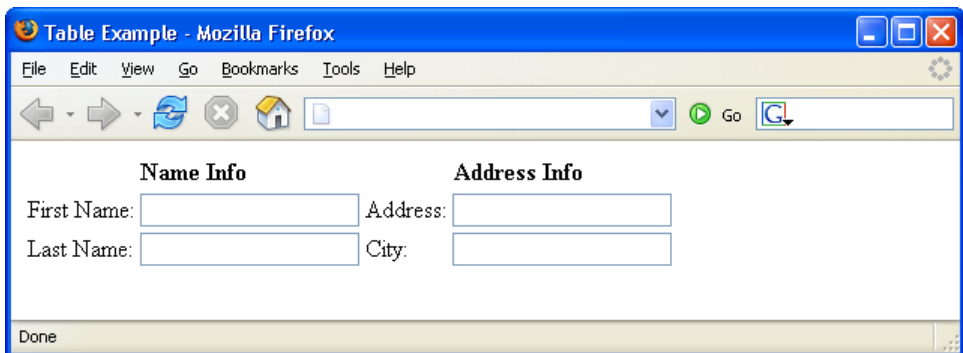 Table Example - Mozilla Firefox
File Edit View Go Bookmarks Tools Help
Go G
Name Info Address Info
First Name: Address:
Last Name: City:
Done